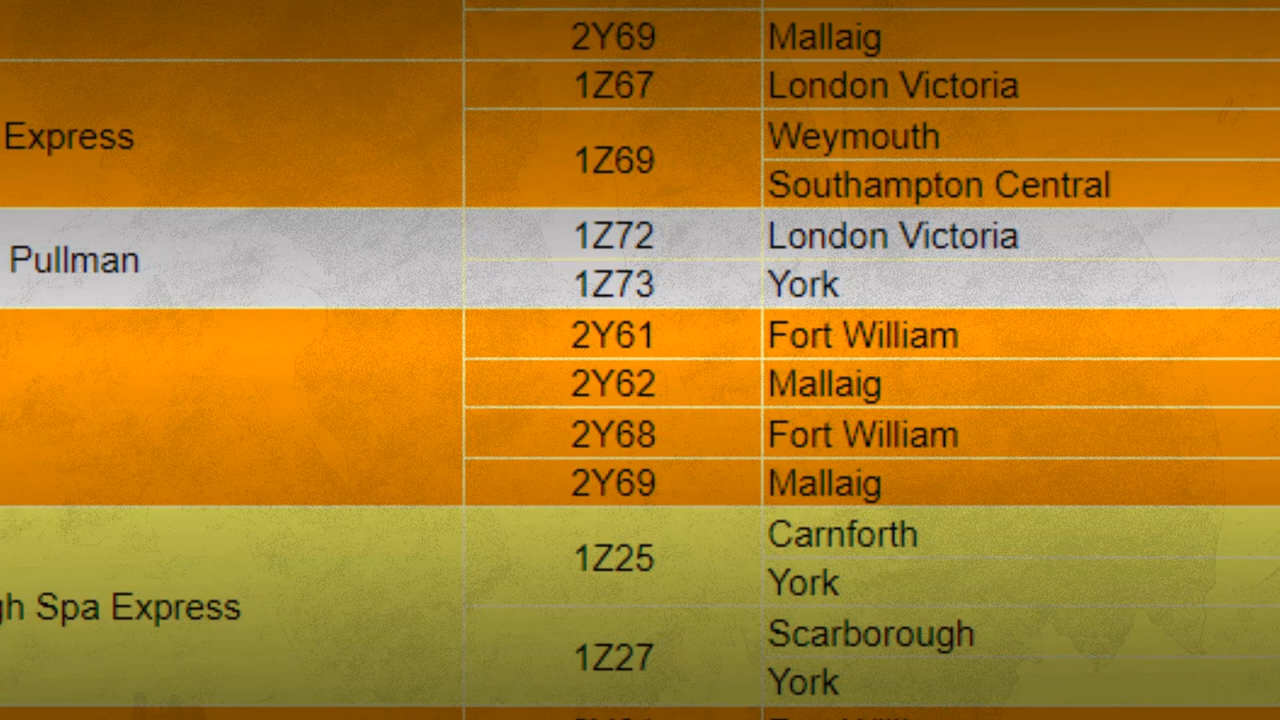 2Y69 Mallaig
1Z67 London Victoria
Express
1Z69
Weymouth
Southampton Central
Pullman
1Z72 London Victoria
1Z73 York
2Y61 Fort William
2Y62 Mallaig
2Y68 Fort William
2Y69 Mallaig
gh Spa Express
1Z25
Carnforth
York
1Z27
Scarborough
York